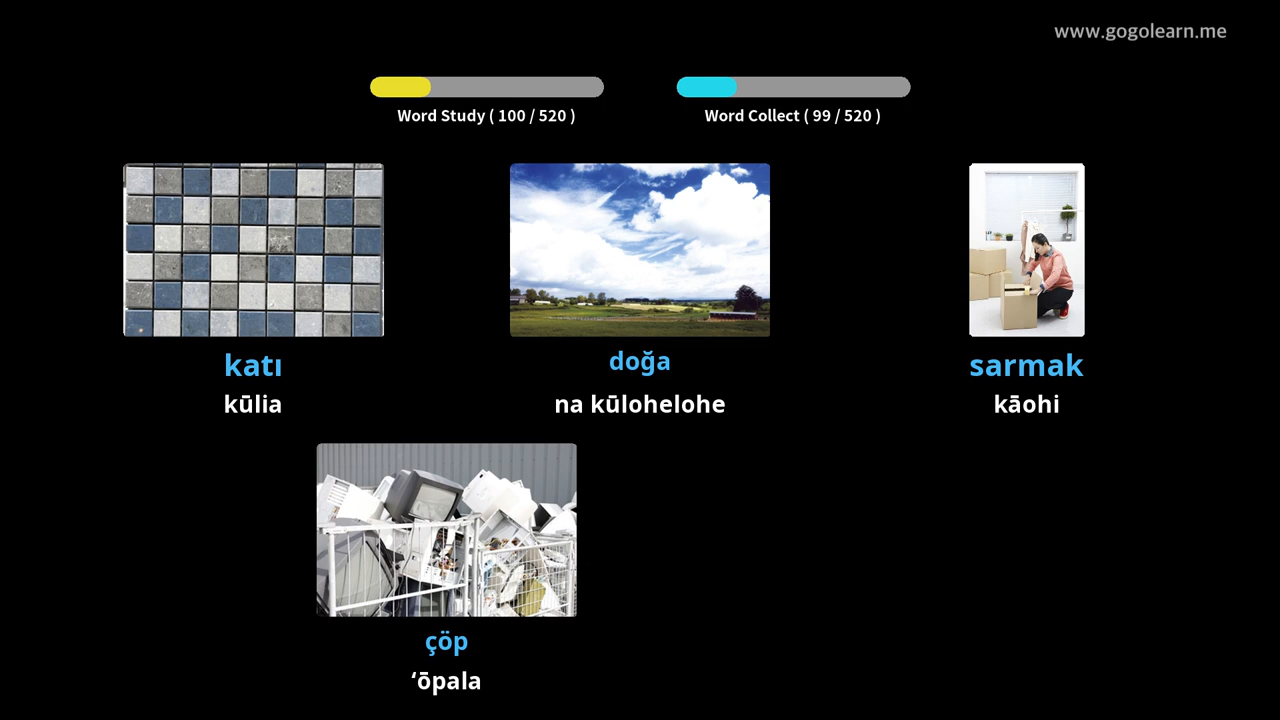 www.gogolearn.me
Word Study ( 100 / 520 )
Word Collect ( 99 / 520 )
katı
kūlia
doğa
na kūlohelohe
sarmak
kāohi
çöp
ʻōpala